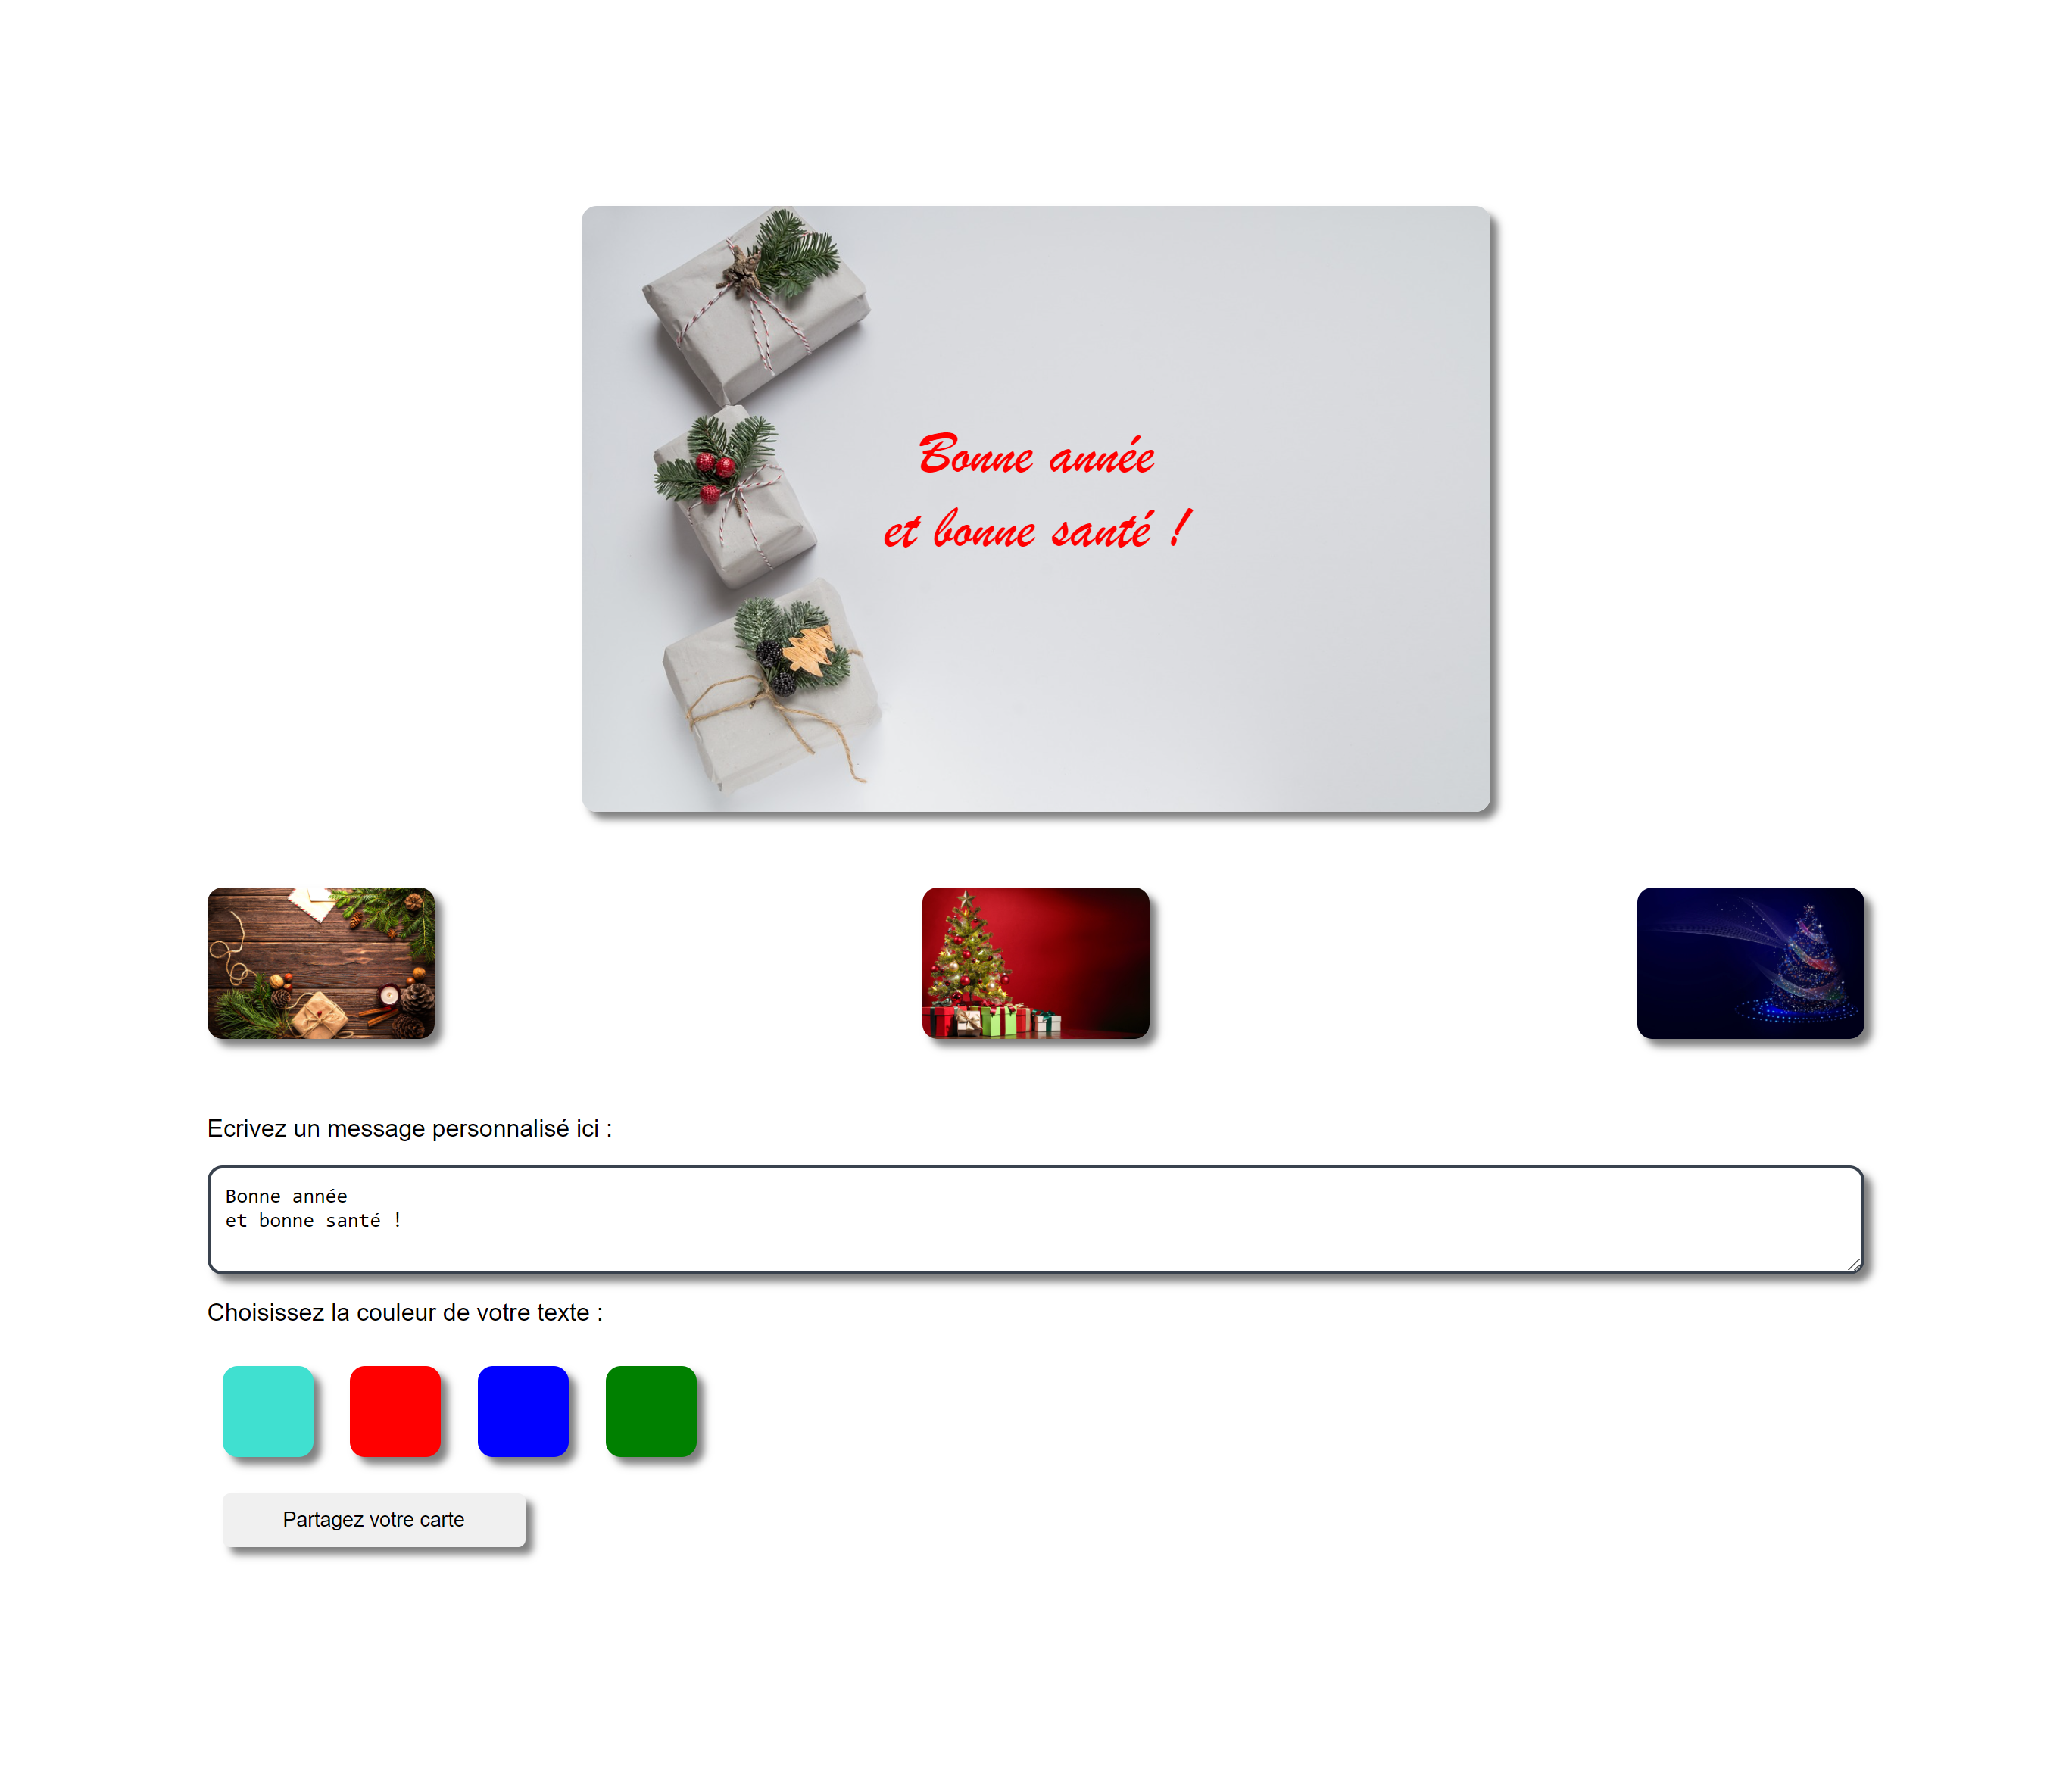 Bonne année
et bonne santé !
Ecrivez un message personnalisé ici :
Bonne année
et bonne santé !
Choisissez la couleur de votre texte :
Partagez votre carte